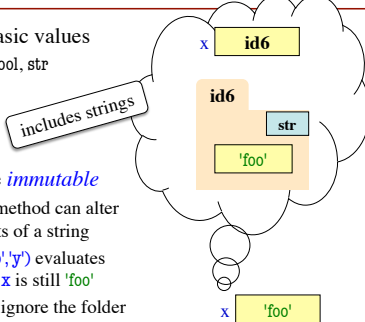 asic values
ool, str
includes strings
immutable
method can alter
ts of a string
','y') evaluates
x is still 'foo'
ignore the folder
x id6
id6
str
'foo'
x 'foo'